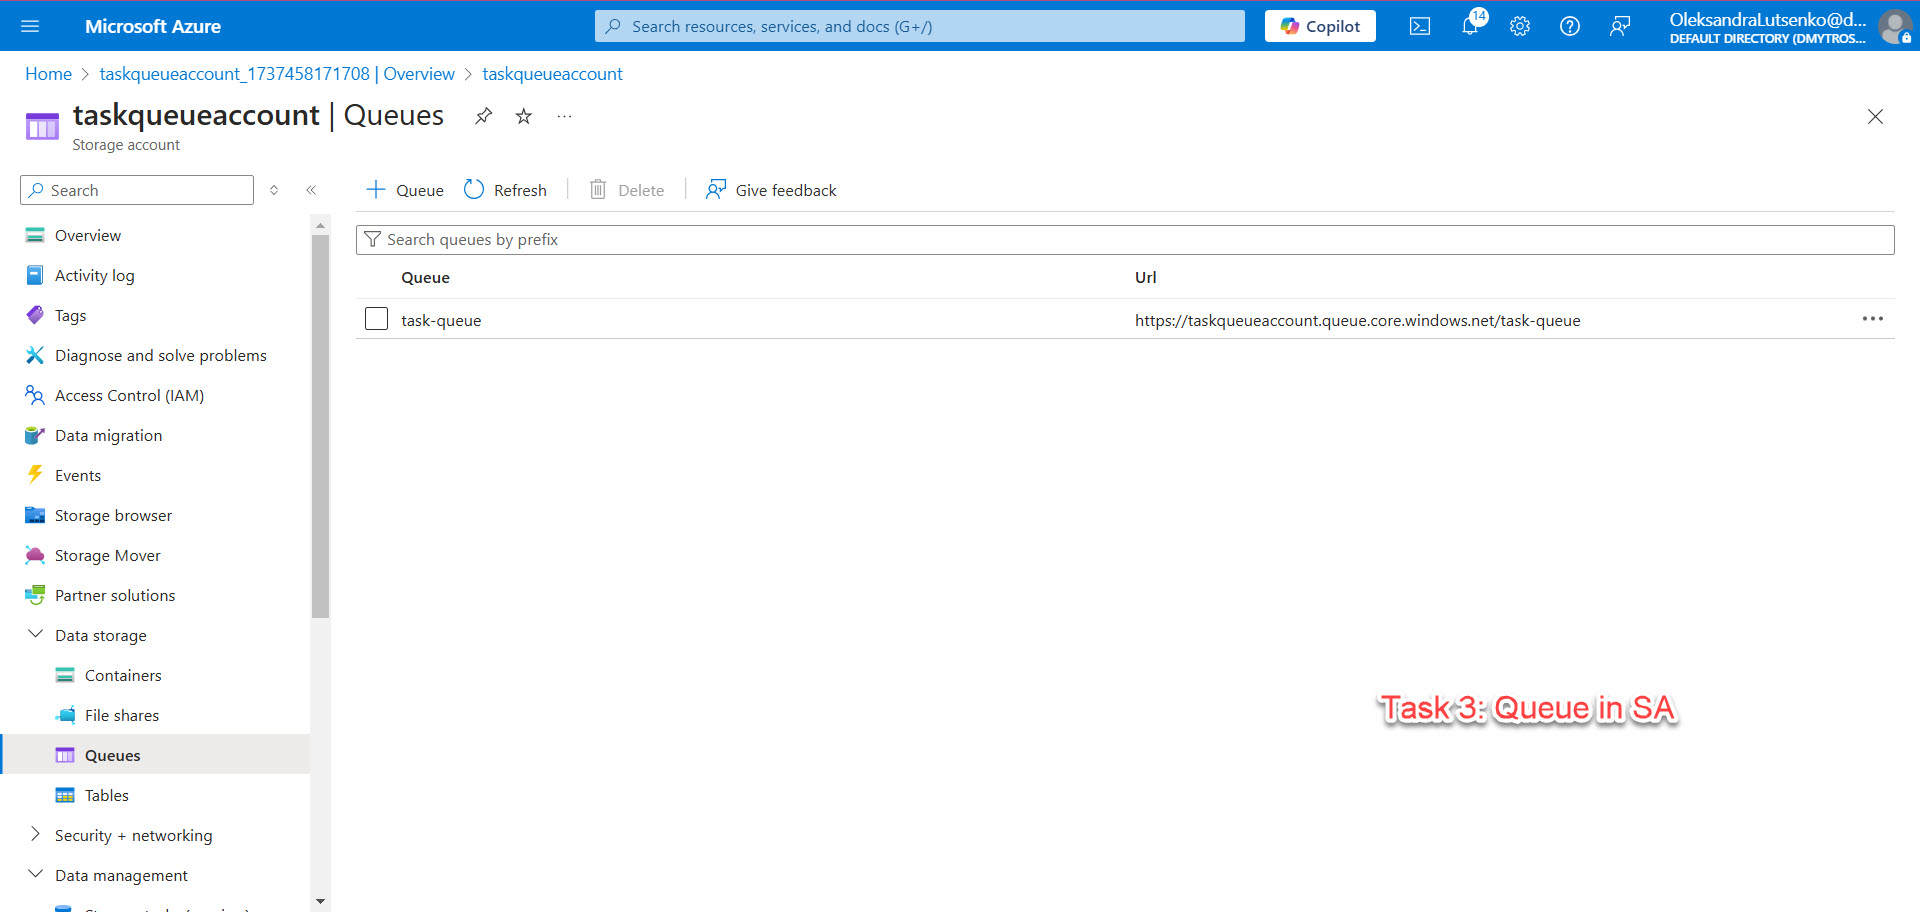 Microsoft Azure
Search resources, services, and docs (G+/)
Copilot
14
OleksandraLutsenko@d...
DEFAULT DIRECTORY (DMYTROS...
Home > taskqueueaccount_1737458171708 | Overview > taskqueueaccount
taskqueueaccount | Queues
...
Storage account
Search
Queue
Refresh
Delete
Give feedback
Search queues by prefix
Queue
Url
task-queue
https://taskqueueaccount.queue.core.windows.net/task-queue
Overview
Activity log
Tags
Diagnose and solve problems
Access Control (IAM)
Data migration
Events
Storage browser
Storage Mover
Partner solutions
Data storage
Containers
File shares
Queues
Tables
Security + networking
Data management
Task 3: Queue in SA